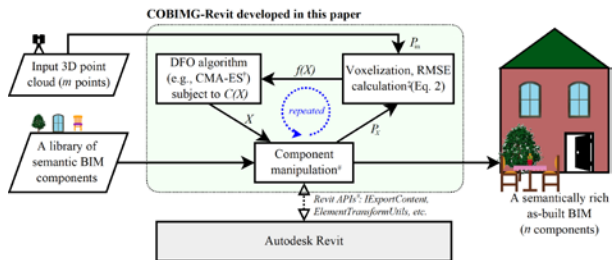 COBIMG-Revit developed in this paper
Input 3D point
cloud (m points)
DFO algorithm
(e.g., CMA-ES†)
subject to C(X)
f(X)
Pm
Voxelization, RMSE
calculation‡(Eq. 2)
repeated
X
PX
A library of
semantic BIM
components
Component
manipulation#
Revit APIs§: IExportContent,
ElementTransformUtils, etc.
Autodesk Revit
A semantically rich
as-built BIM
(n components)